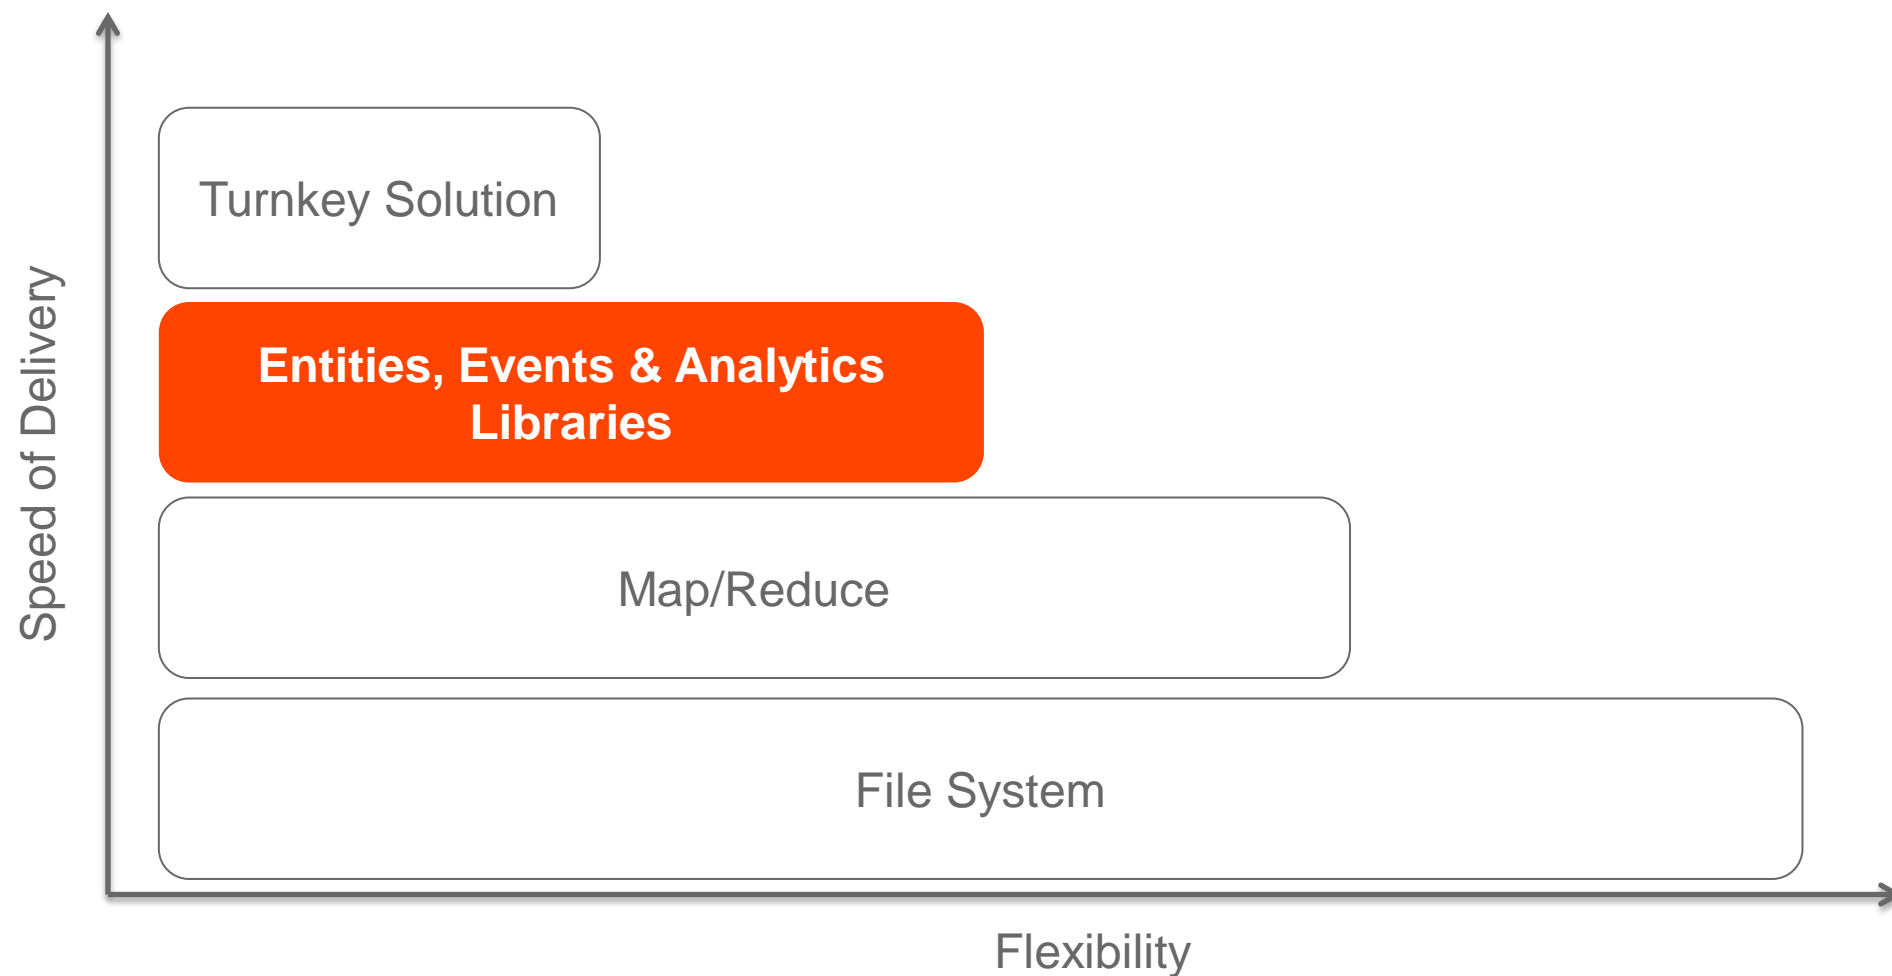 Speed of Delivery
Turnkey Solution
Entities, Events & Analytics
Libraries
Map/Reduce
File System
Flexibility